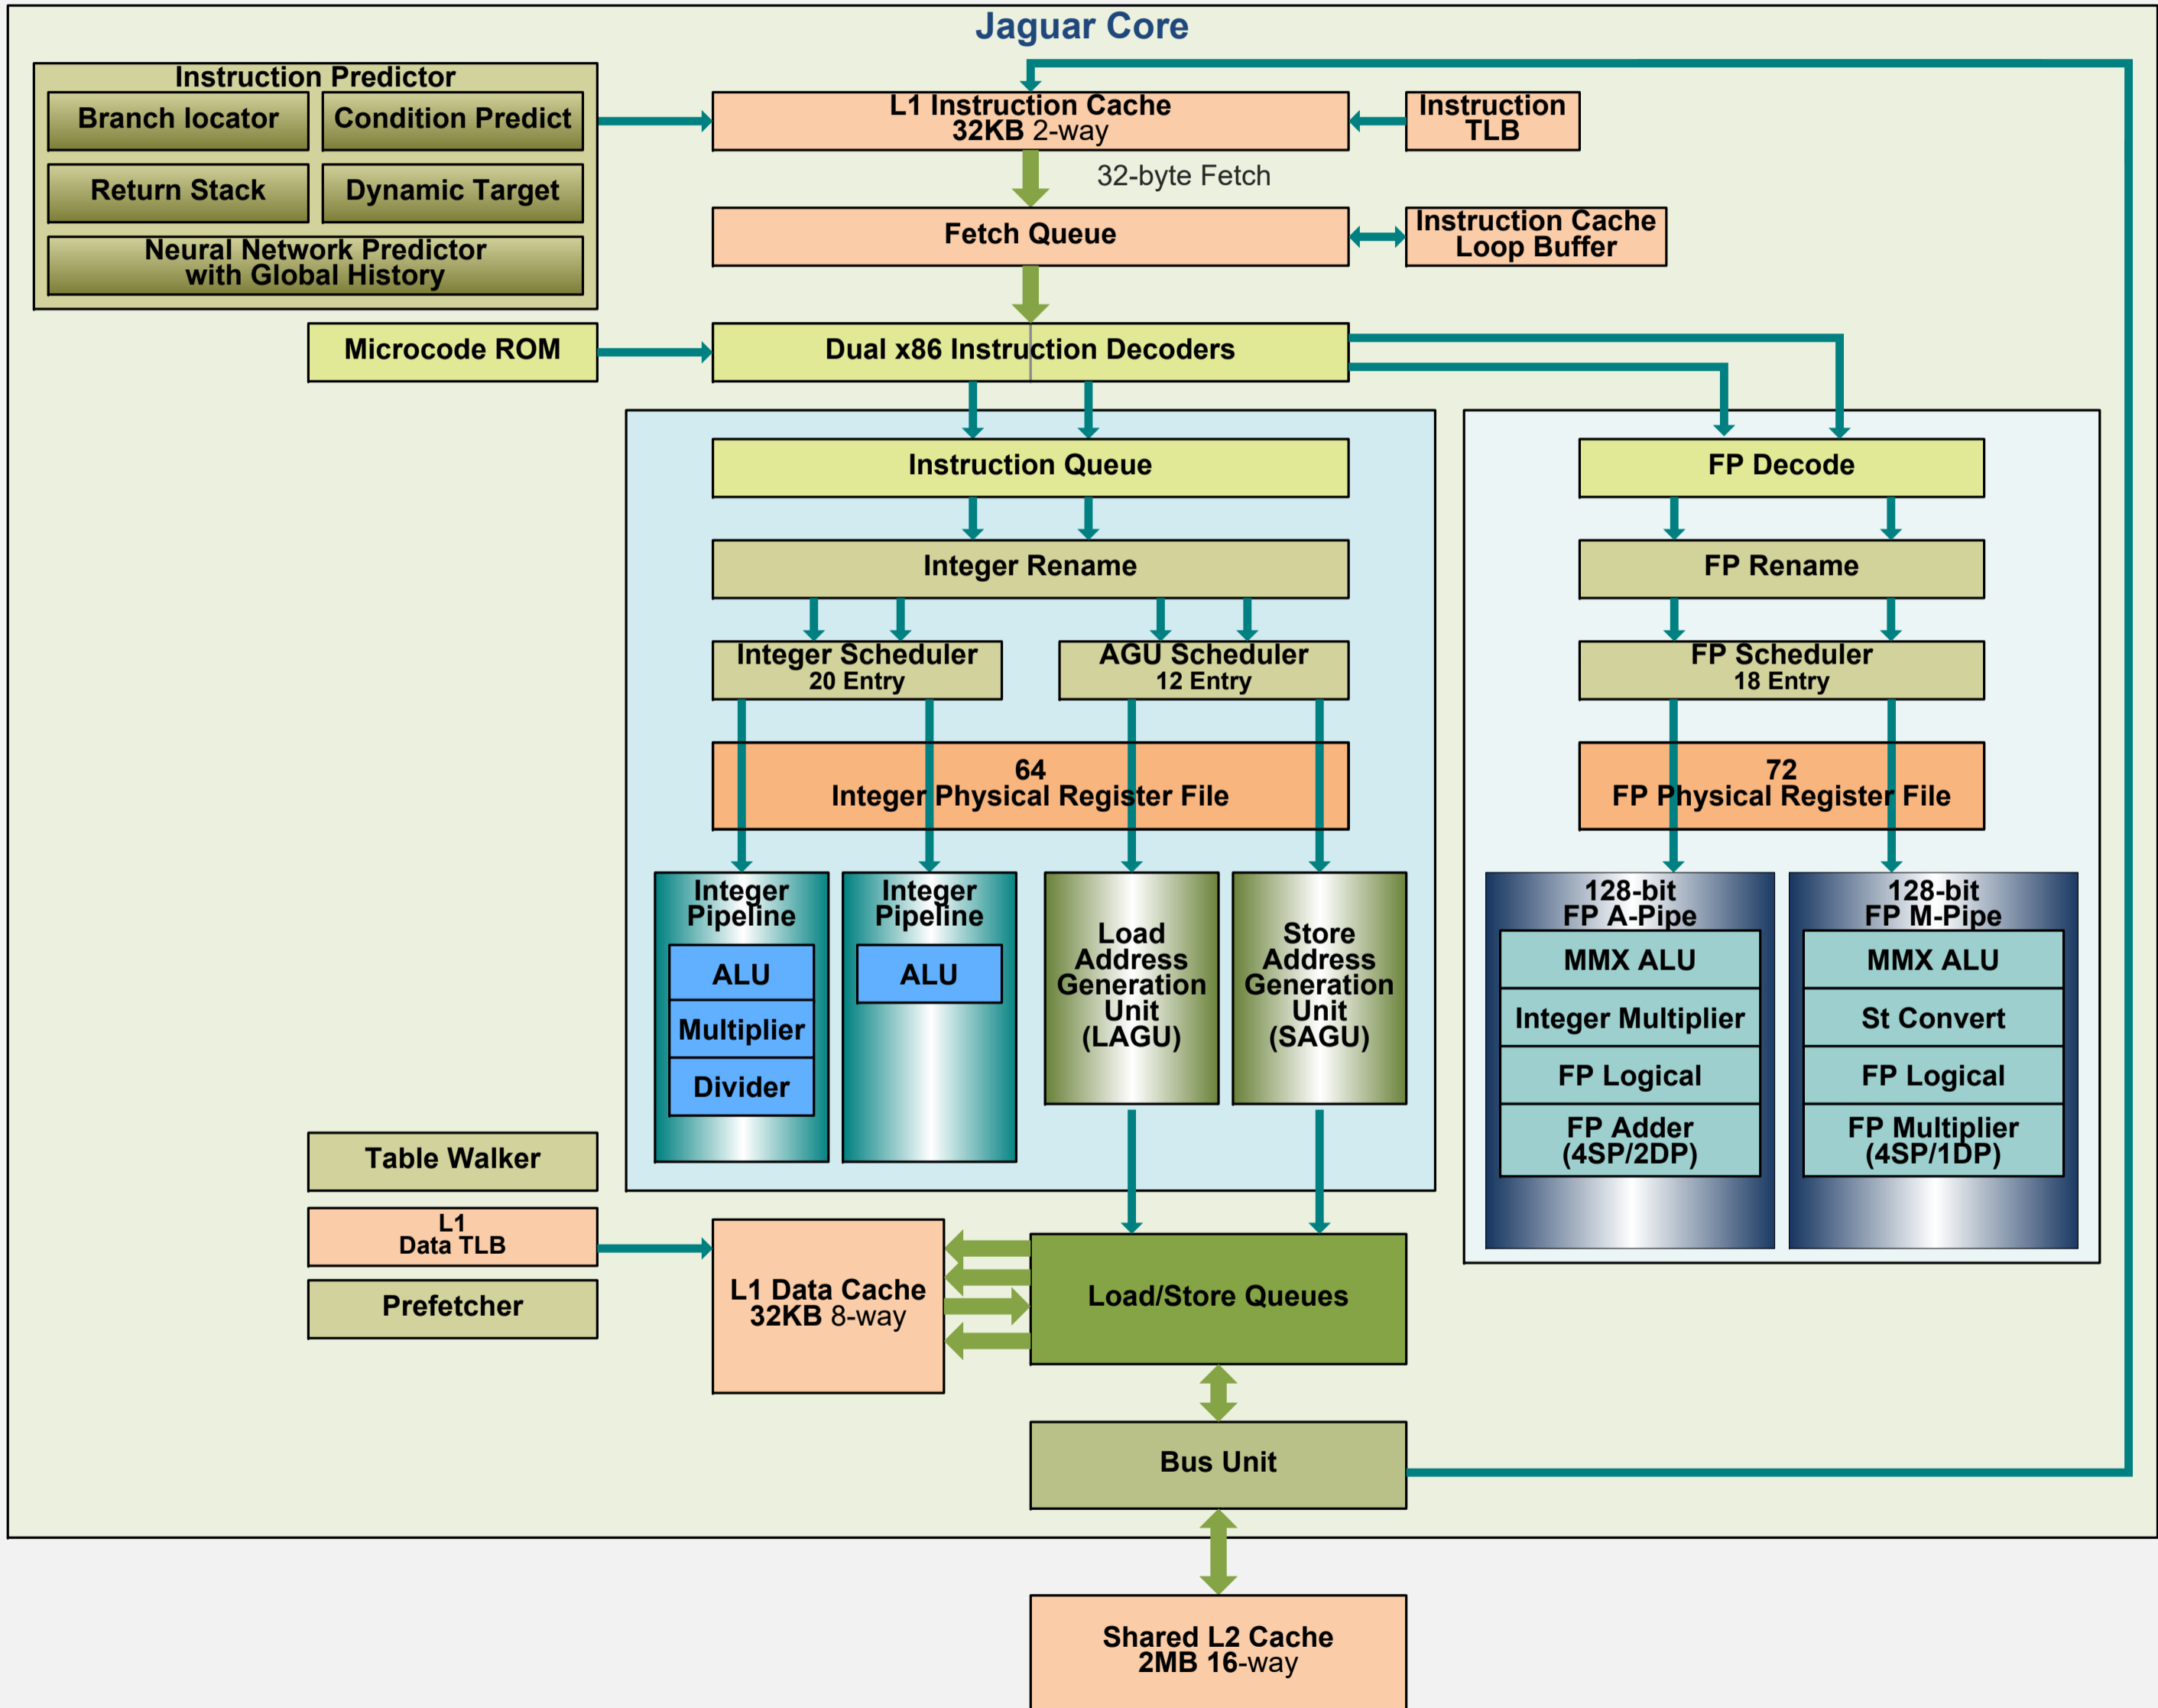 Jaguar Core
Instruction Predictor
Branch locator
Condition Predict
Return Stack
Dynamic Target
Neural Network Predictor
with Global History
L1 Instruction Cache
32KB 2-way
Instruction
TLB
32-byte Fetch
Fetch Queue
Instruction Cache
Loop Buffer
Microcode ROM
Dual x86 Instruction Decoders
Instruction Queue
FP Decode
Integer Rename
FP Rename
Integer Scheduler
20 Entry
AGU Scheduler
12 Entry
FP Scheduler
18 Entry
64
Integer Physical Register File
72
FP Physical Register File
Integer
Pipeline
ALU
Multiplier
Divider
Integer
Pipeline
ALU
Load
Address
Generation
Unit
(LAGU)
Store
Address
Generation
Unit
(SAGU)
128-bit
FP A-Pipe
MMX ALU
Integer Multiplier
FP Logical
FP Adder
(4SP/2DP)
128-bit
FP M-Pipe
MMX ALU
St Convert
FP Logical
FP Multiplier
(4SP/1DP)
Table Walker
L1
Data TLB
Prefetcher
L1 Data Cache
32KB 8-way
Load/Store Queues
Bus Unit
Shared L2 Cache
2MB 16-way